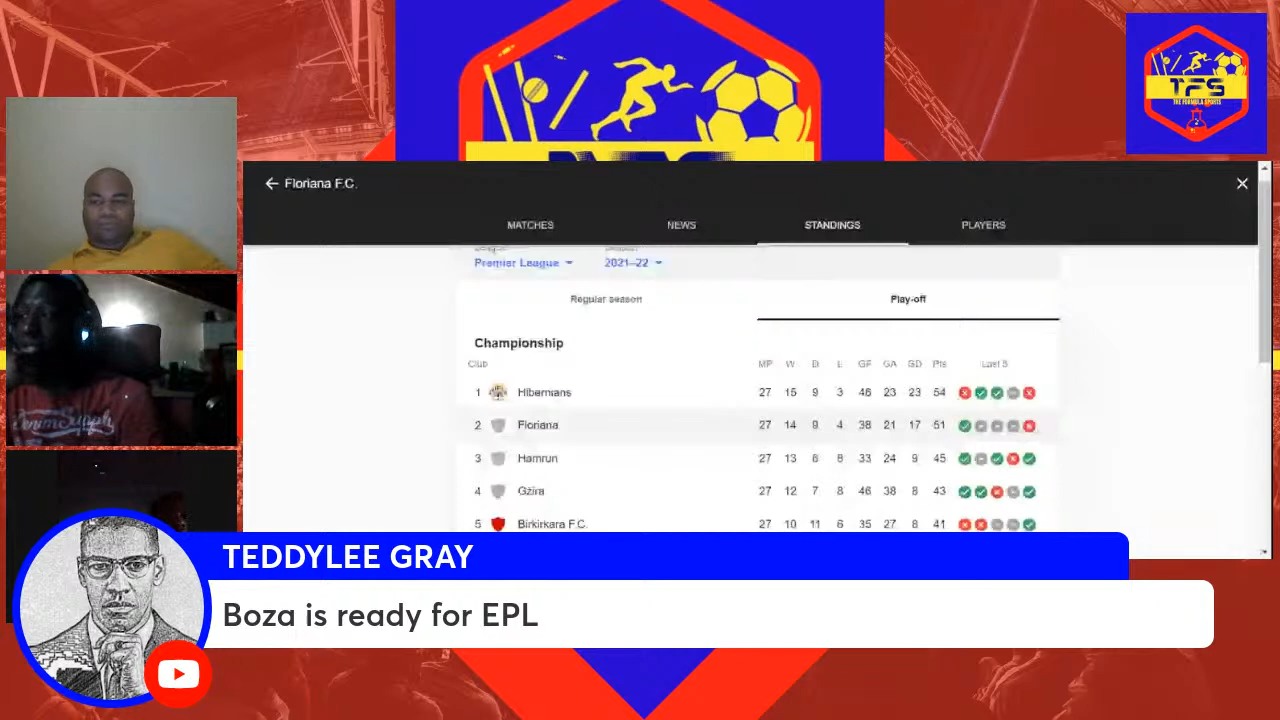 TFS
THE FORMULA SPORTS
Floriana F.C.
MATCHES NEWS STANDINGS PLAYERS
Premier League 2021–22
Regular season Play-off
Championship
Club MP W D L GF GA GD Pts Last 5
1 Hibernians 27 15 9 3 46 23 23 54
2 Floriana 27 14 9 4 38 21 17 51
3 Hamrun 27 13 6 8 33 24 9 45
4 Gżira 27 12 7 8 46 38 8 43
5 Birkirkara F.C. 27 10 11 6 35 27 8 41
Denim Supply
TEDDYLEE GRAY
Boza is ready for EPL